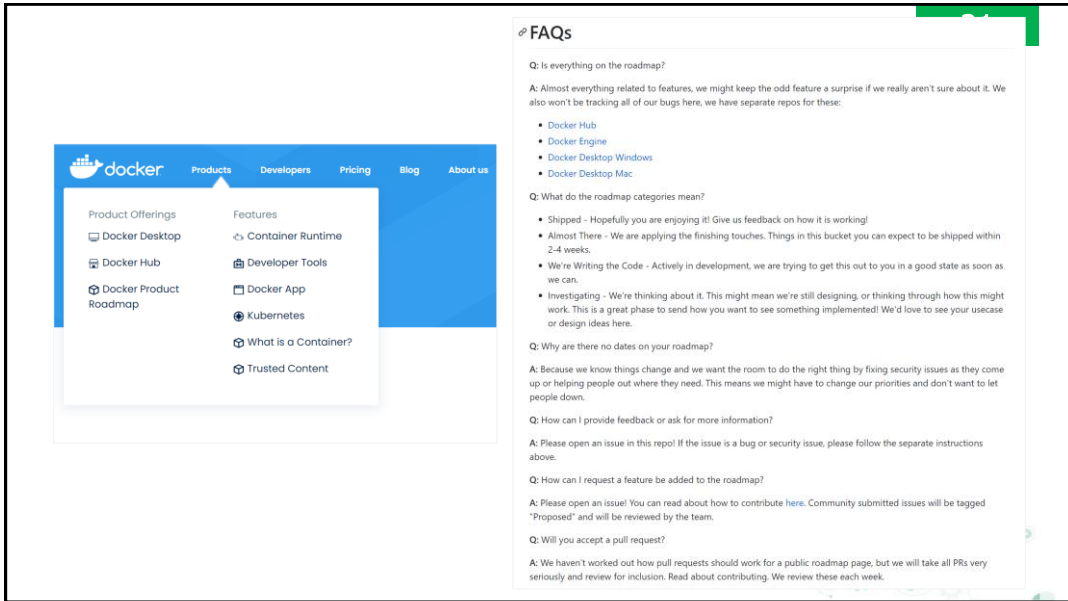 docker
Products
Developers
Pricing
Blog
About us
Product Offerings
Docker Desktop
Docker Hub
Docker Product
Roadmap
Features
Container Runtime
Developer Tools
Docker App
Kubernetes
What is a Container?
Trusted Content
FAQs
Q: Is everything on the roadmap?
A: Almost everything related to features, we might keep the odd feature a surprise if we really aren't sure about it. We
also won't be tracking all of our bugs here, we have separate repos for these:
• Docker Hub
• Docker Engine
• Docker Desktop Windows
• Docker Desktop Mac
Q: What do the roadmap categories mean?
• Shipped - Hopefully you are enjoying it! Give us feedback on how it is working!
• Almost There - We are applying the finishing touches. Things in this bucket you can expect to be shipped within
2-4 weeks.
• We're Writing the Code - Actively in development, we are trying to get this out to you in a good state as soon as
we can.
• Investigating - We're thinking about it. This might mean we're still designing, or thinking through how this might
work. This is a great phase to send how you want to see something implemented! We'd love to see your usecase
or design ideas here.
Q: Why are there no dates on your roadmap?
A: Because we know things change and we want the room to do the right thing by fixing security issues as they come
up or helping people out where they need. This means we might have to change our priorities and don't want to let
people down.
Q: How can I provide feedback or ask for more information?
A: Please open an issue in this repo! If the issue is a bug or security issue, please follow the separate instructions
above.
Q: How can I request a feature be added to the roadmap?
A: Please open an issue! You can read about how to contribute here. Community submitted issues will be tagged
"Proposed" and will be reviewed by the team.
Q: Will you accept a pull request?
A: We haven't worked out how pull requests should work for a public roadmap page, but we will take all PRs very
seriously and review for inclusion. Read about contributing. We review these each week.